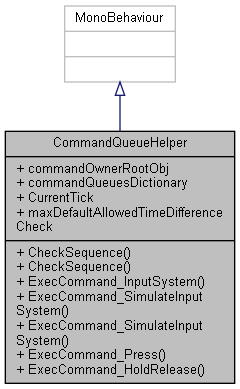 MonoBehaviour
CommandQueueHelper
+ commandOwnerRootObj
+ commandQueuesDictionary
+ CurrentTick
+ maxDefaultAllowedTimeDifference
Check
+ CheckSequence()
+ CheckSequence()
+ ExecCommand_InputSystem()
+ ExecCommand_SimulateInput
System()
+ ExecCommand_SimulateInput
System()
+ ExecCommand_Press()
+ ExecCommand_HoldRelease()